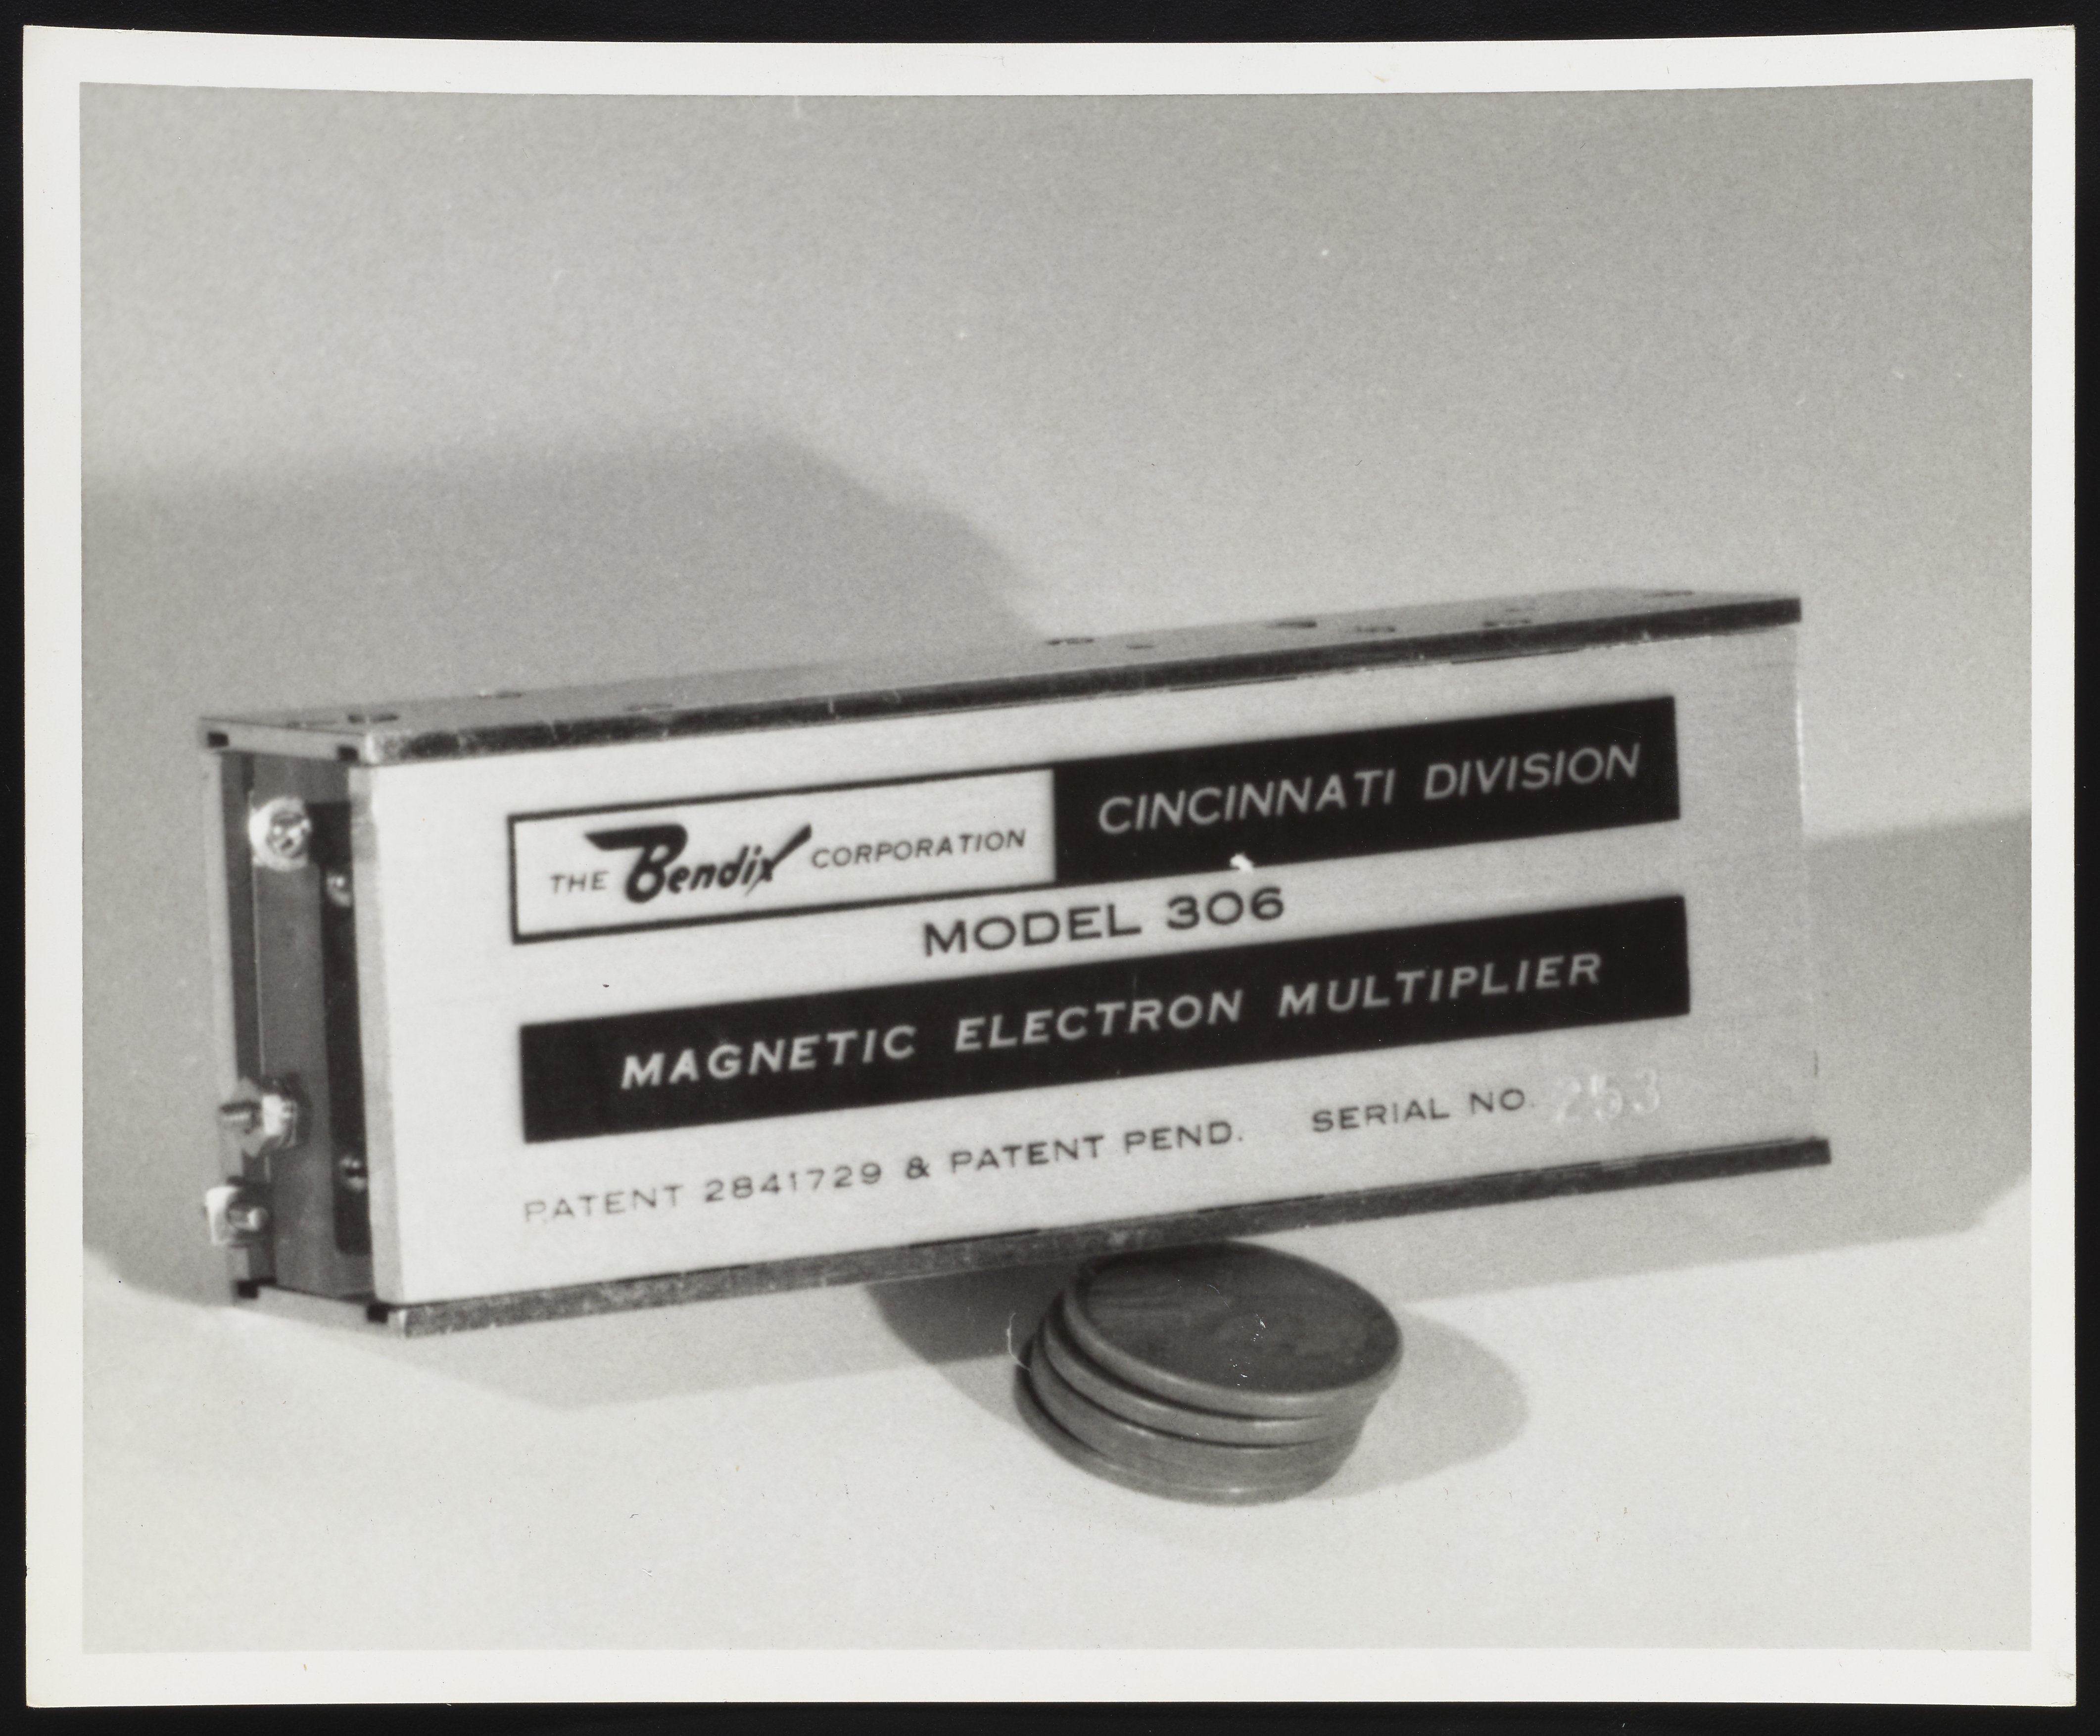 THE Bendix CORPORATION CINCINNATI DIVISION
MODEL 306
MAGNETIC ELECTRON MULTIPLIER
PATENT 2841729 & PATENT PEND. SERIAL NO. 253